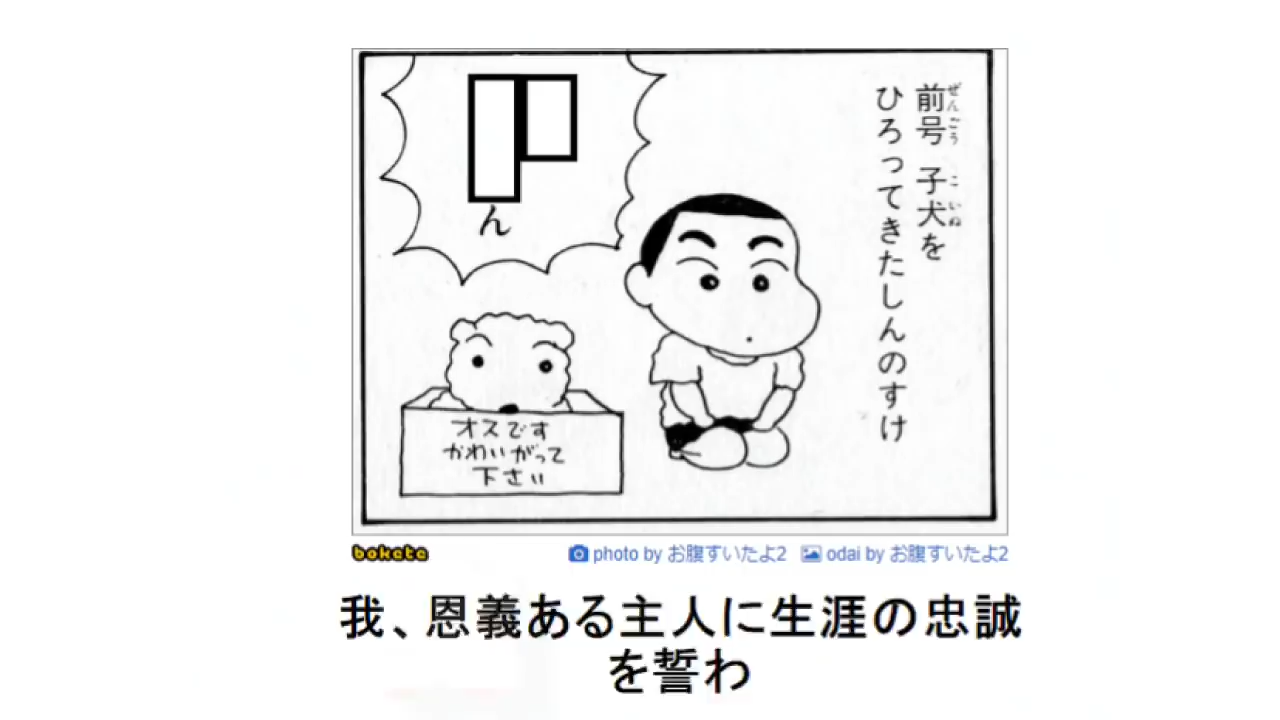 前号 子犬を
ひろってきたしんのすけ
ん
オスです
かわいがって
下さい
bokete
photo by お腹すいたよ2 odai by お腹すいたよ2
我、恩義ある主人に生涯の忠誠
を誓わ